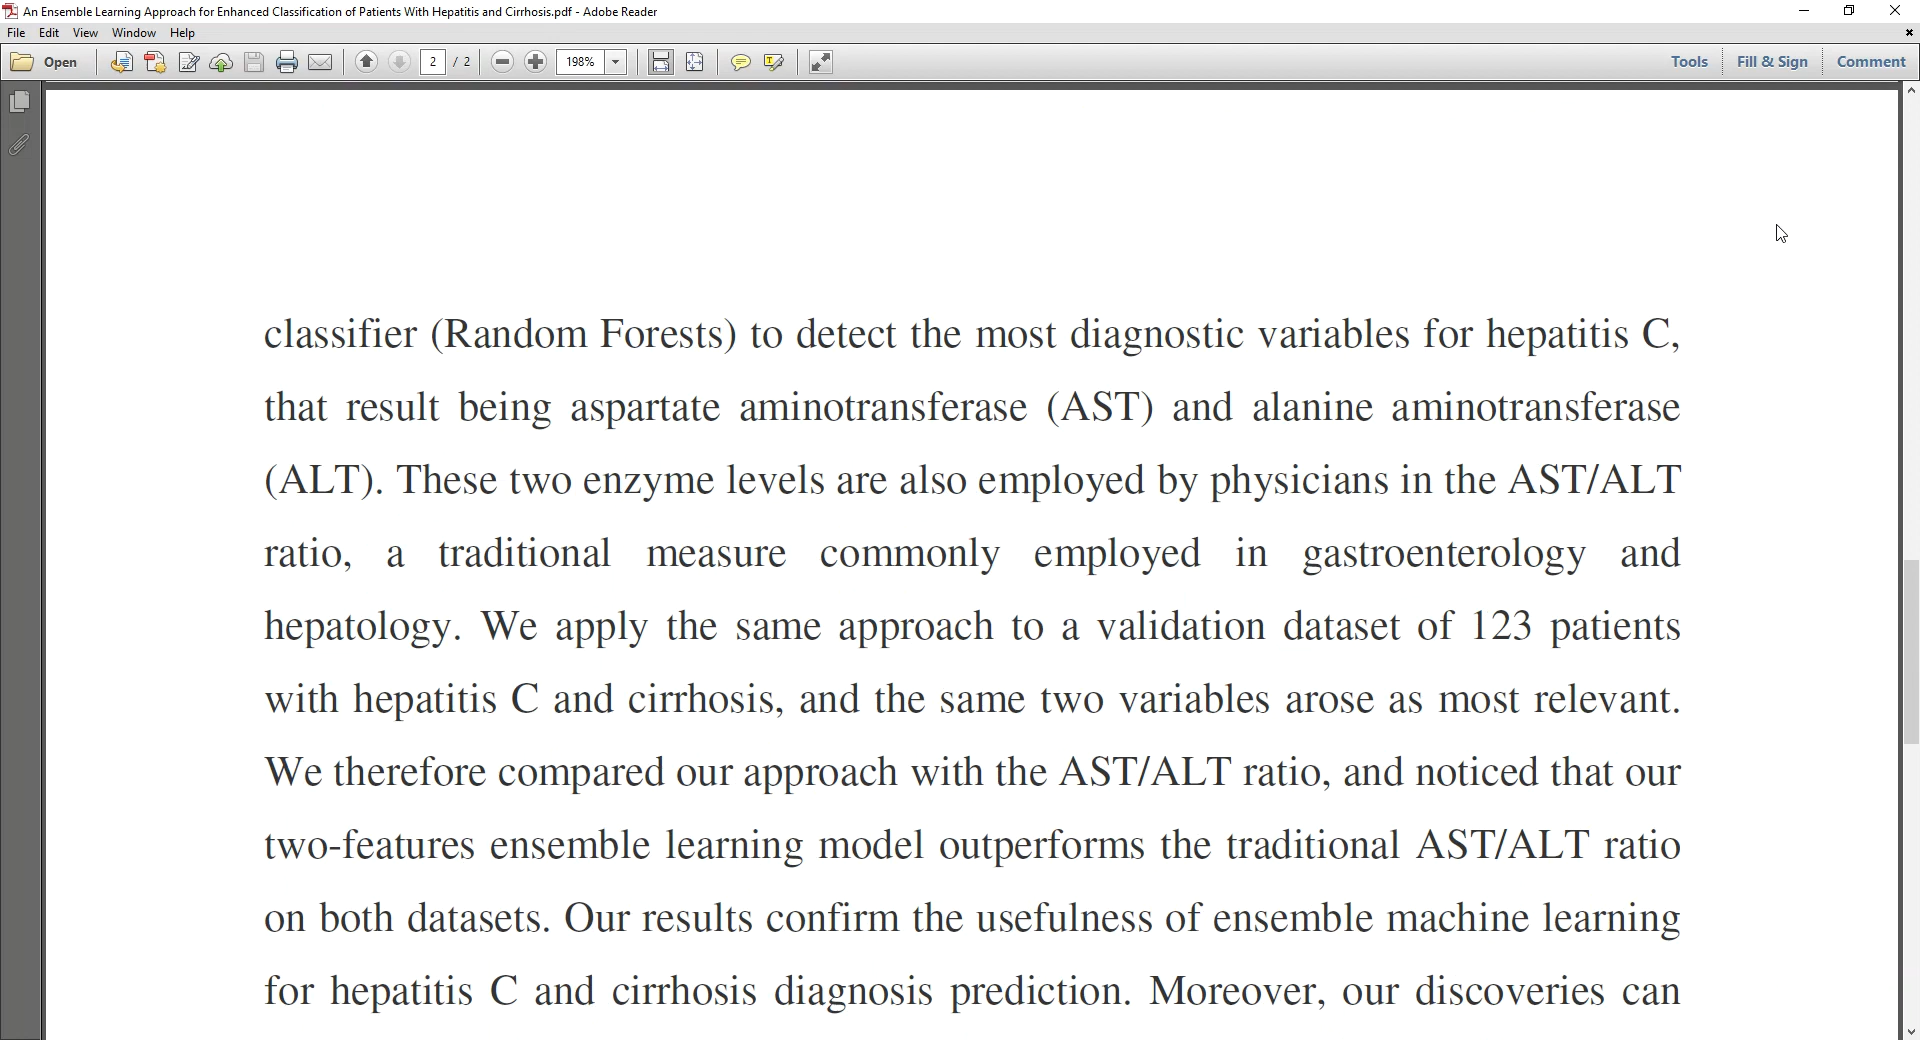 An Ensemble Learning Approach for Enhanced Classification of Patients With Hepatitis and Cirrhosis.pdf - Adobe Reader
File Edit View Window Help
Open 2 / 2 198% Tools Fill & Sign Comment
classifier (Random Forests) to detect the most diagnostic variables for hepatitis C,
that result being aspartate aminotransferase (AST) and alanine aminotransferase
(ALT). These two enzyme levels are also employed by physicians in the AST/ALT
ratio, a traditional measure commonly employed in gastroenterology and
hepatology. We apply the same approach to a validation dataset of 123 patients
with hepatitis C and cirrhosis, and the same two variables arose as most relevant.
We therefore compared our approach with the AST/ALT ratio, and noticed that our
two-features ensemble learning model outperforms the traditional AST/ALT ratio
on both datasets. Our results confirm the usefulness of ensemble machine learning
for hepatitis C and cirrhosis diagnosis prediction. Moreover, our discoveries can